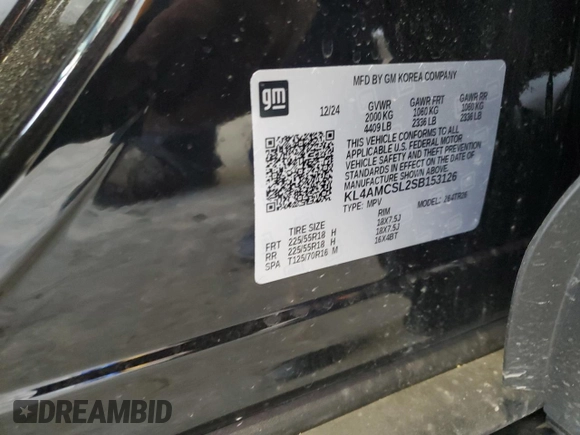 gm
MFD BY GM KOREA COMPANY
12/24 GVWR GAWR FRT GAWR RR
2000 KG 1060 KG 1060 KG
4409 LB 2336 LB 2336 LB
THIS VEHICLE CONFORMS TO ALL
APPLICABLE U.S. FEDERAL MOTOR
VEHICLE SAFETY AND THEFT PREVENTION
STANDARDS IN EFFECT ON THE DATE OF
MANUFACTURE SHOWN ABOVE.
KL4AMCSL2SB153126
TYPE: MPV MODEL:
TIRE SIZE RIM
FRT 225/55R18 H 18X7.5J
RR 225/55R18 H 18X7.5J
SPA T125/70R16 M 16X4BT
DREAMBID